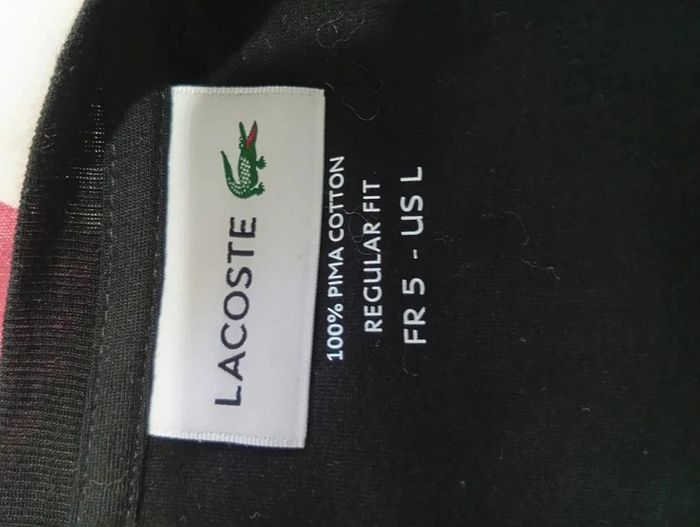 LACOSTE
100% PIMA COTTON
REGULAR FIT
FR 5 - US L